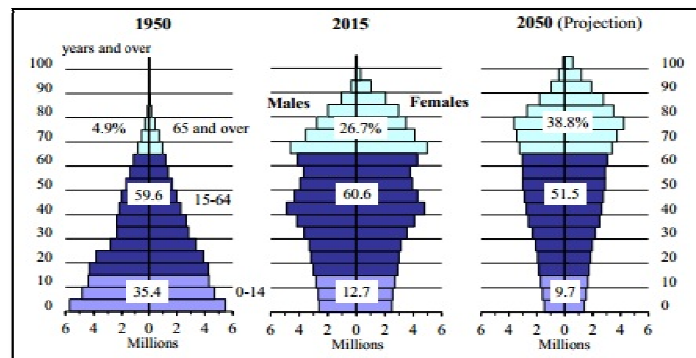 1950 2015 2050 (Projection)
years and over
100 100
90 90
80 Males Females 80
4.9% 65 and over 26.7% 38.8%
70 70
60 60
50 50
59.6 15-64 60.6 51.5
40 40
30 30
20 20
10 10
35.4 0-14 12.7 9.7
0 0
6 4 2 0 2 4 6 6 4 2 0 2 4 6 6 4 2 0 2 4 6
Millions Millions Millions